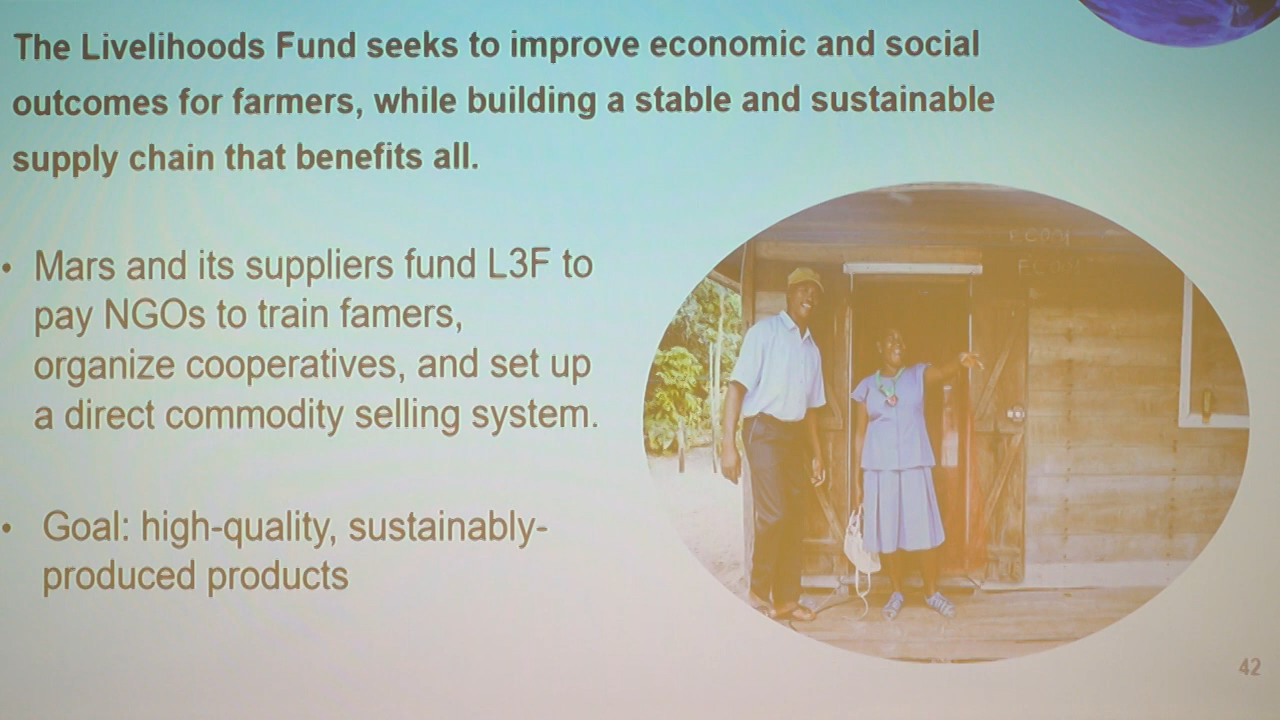 The Livelihoods Fund seeks to improve economic and social
outcomes for farmers, while building a stable and sustainable
supply chain that benefits all.
• Mars and its suppliers fund L3F to
pay NGOs to train famers,
organize cooperatives, and set up
a direct commodity selling system.
• Goal: high-quality, sustainably-
produced products
42